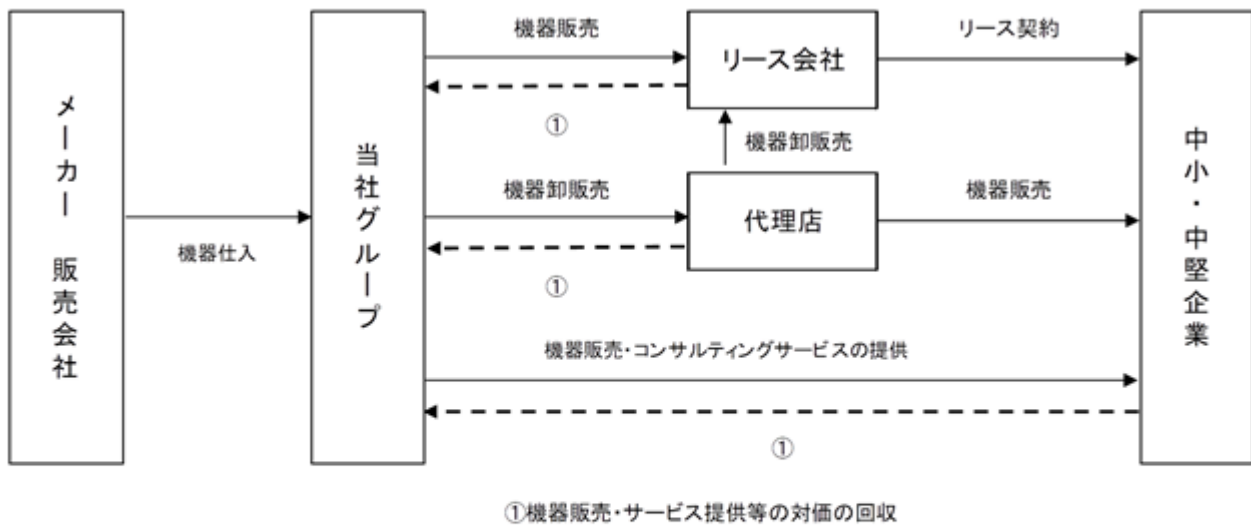 メーカー 販売会社
機器仕入
当社グループ
機器販売
①
機器卸販売
①
リース会社
機器卸販売
代理店
リース契約
機器販売
機器販売・コンサルティングサービスの提供
①
中小・中堅企業
①機器販売・サービス提供等の対価の回収